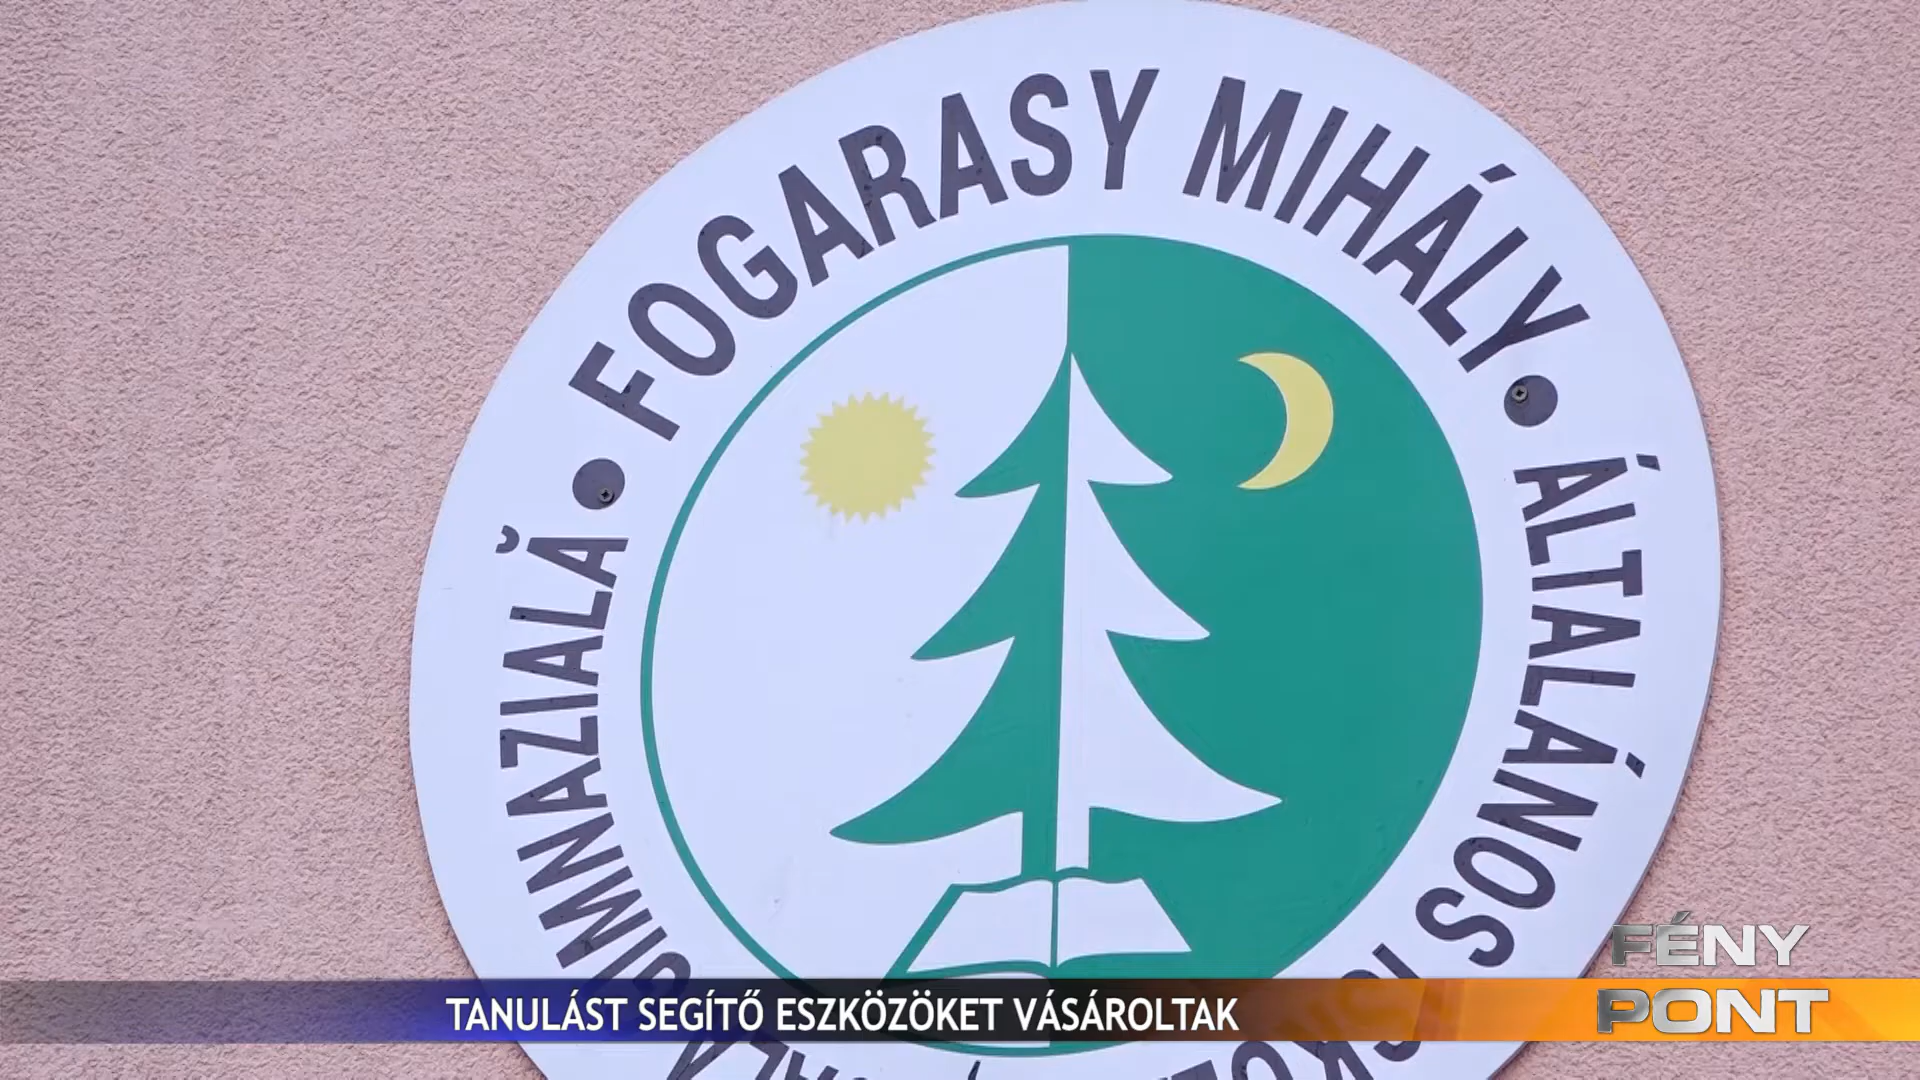 FOGARASY MIHÁLY • ÁLTALÁNOS
GIMNAZIALĂ •
TANULÁST SEGÍTŐ ESZKÖZÖKET VÁSÁROLTAK
FÉNY
PONT